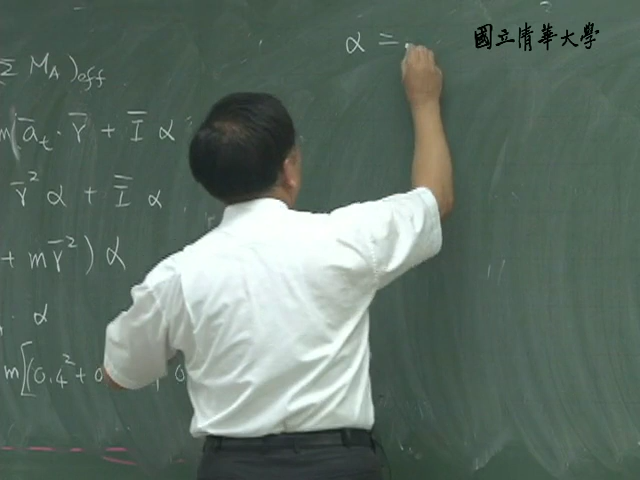 Σ M_A )eff
m(ā_t · r̄ + Ī α
r̄² α + Ī α
+ m r̄² ) α
· α
m[(0.4² + 0
α =
國立清華大學